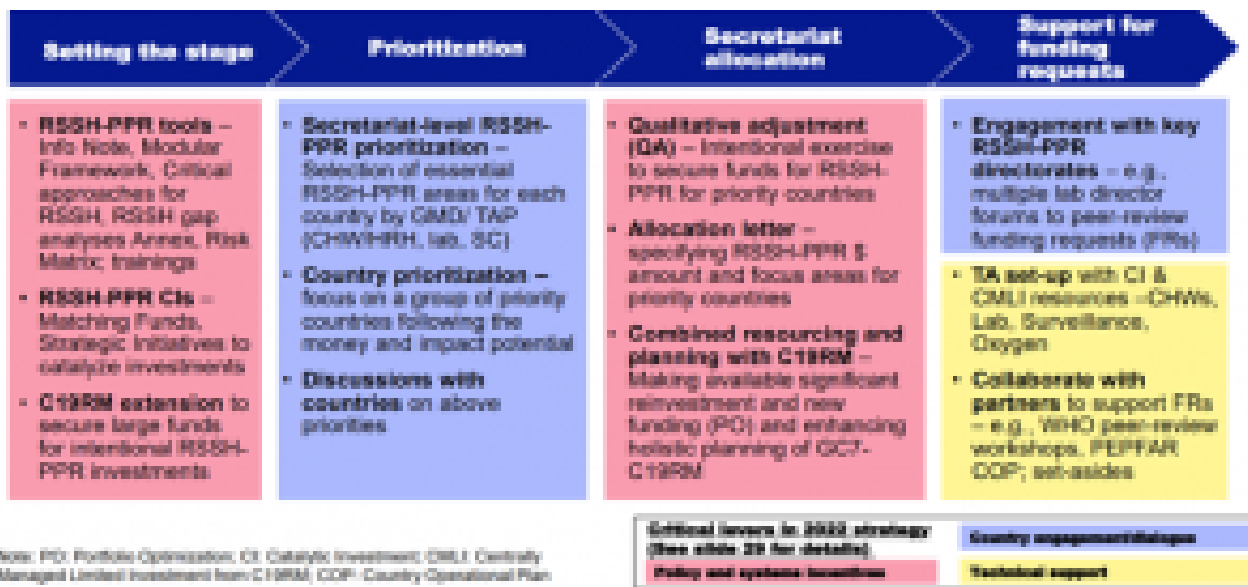 Setting the stage
Prioritization
Secretariat
allocation
Support for
funding
requests
• RSSH-PPR tools –
Info Note, Modular
Framework, Critical
approaches for
RSSH, RSSH gap
analyses Annex, Risk
Matrix; trainings
• RSSH-PPR CIs –
Matching Funds,
Strategic Initiatives to
catalyze investments
• C19RM extension to
secure large funds
for intentional RSSH-
PPR investments
• Secretariat-level RSSH-
PPR prioritization –
Selection of essential
RSSH-PPR areas for each
country by GMD/ TAP
(CHW/HRH, lab, SC)
• Country prioritization –
focus on a group of priority
countries following the
money and impact potential
• Discussions with
countries on above
priorities
• Qualitative adjustment
(QA) – Intentional exercise
to secure funds for RSSH-
PPR for priority countries
• Allocation letter –
specifying RSSH-PPR $
amount and focus areas for
priority countries
• Combined resourcing and
planning with C19RM –
Making available significant
reinvestment and new
funding (PO) and enhancing
holistic planning of GC7-
C19RM
• Engagement with key
RSSH-PPR
directorates – e.g.,
multiple lab director
forums to peer-review
funding requests (FRs)
• TA set-up with CI &
CMLI resources –CHWs,
Lab, Surveillance,
Oxygen
• Collaborate with
partners to support FRs
– e.g., WHO peer-review
workshops, PEPFAR
COP; set-asides
Note: PO: Portfolio Optimization; CI: Catalytic Investment; CMLI: Centrally
Managed Limited Investment from C19RM; COP: Country Operational Plan
Critical levers in 2022 strategy
(See slide 29 for details)
Country engagement/dialogue
Policy and systems incentives
Technical support